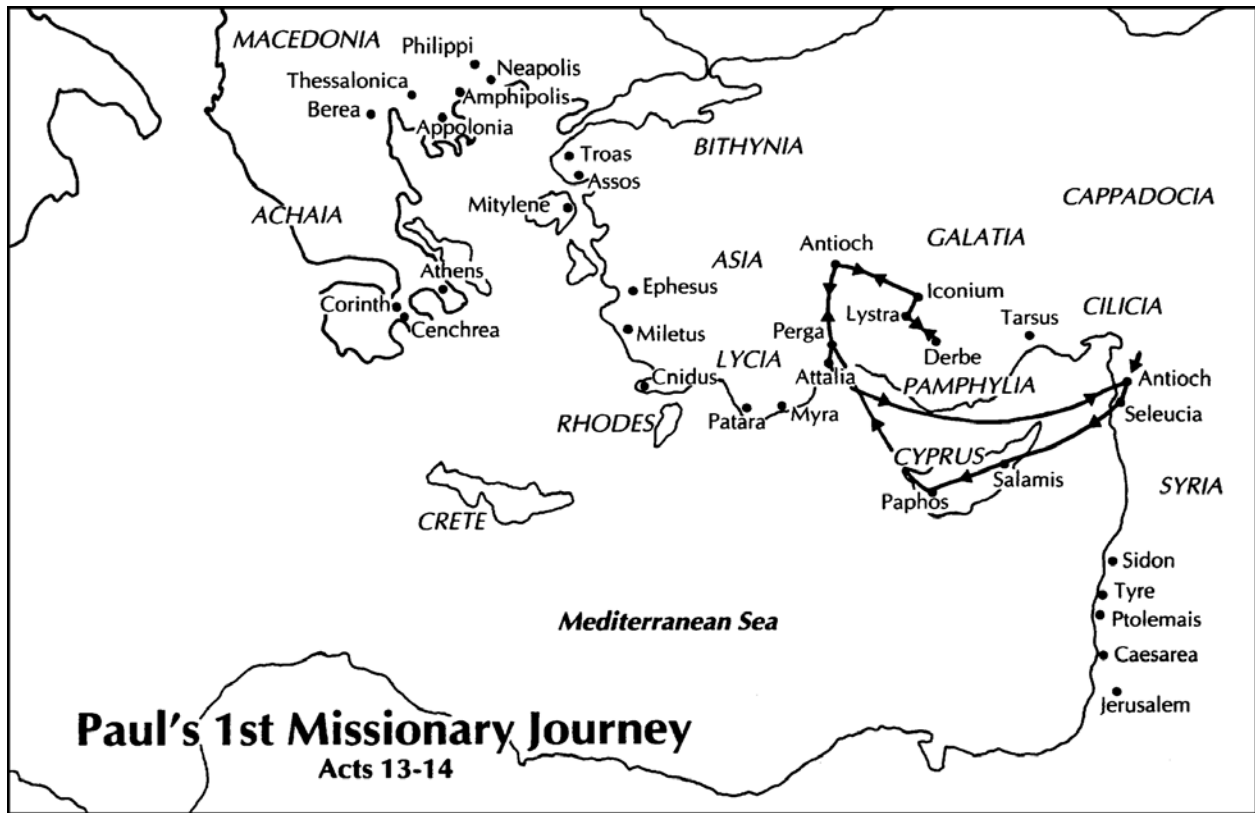 MACEDONIA
Philippi
Neapolis
Thessalonica
Amphipolis
Berea
Appolonia
BITHYNIA
Troas
Assos
CAPPADOCIA
Mitylene
ACHAIA
GALATIA
Antioch
ASIA
Athens
Ephesus
Iconium
Corinth
CILICIA
Lystra
Tarsus
Cenchrea
Miletus
Perga
Derbe
LYCIA
Attalia
Cnidus
PAMPHYLIA
Antioch
Seleucia
RHODES
Patara
Myra
CYPRUS
Salamis
SYRIA
Paphos
CRETE
Sidon
Tyre
Mediterranean Sea
Ptolemais
Caesarea
Jerusalem
Paul's 1st Missionary Journey
Acts 13-14